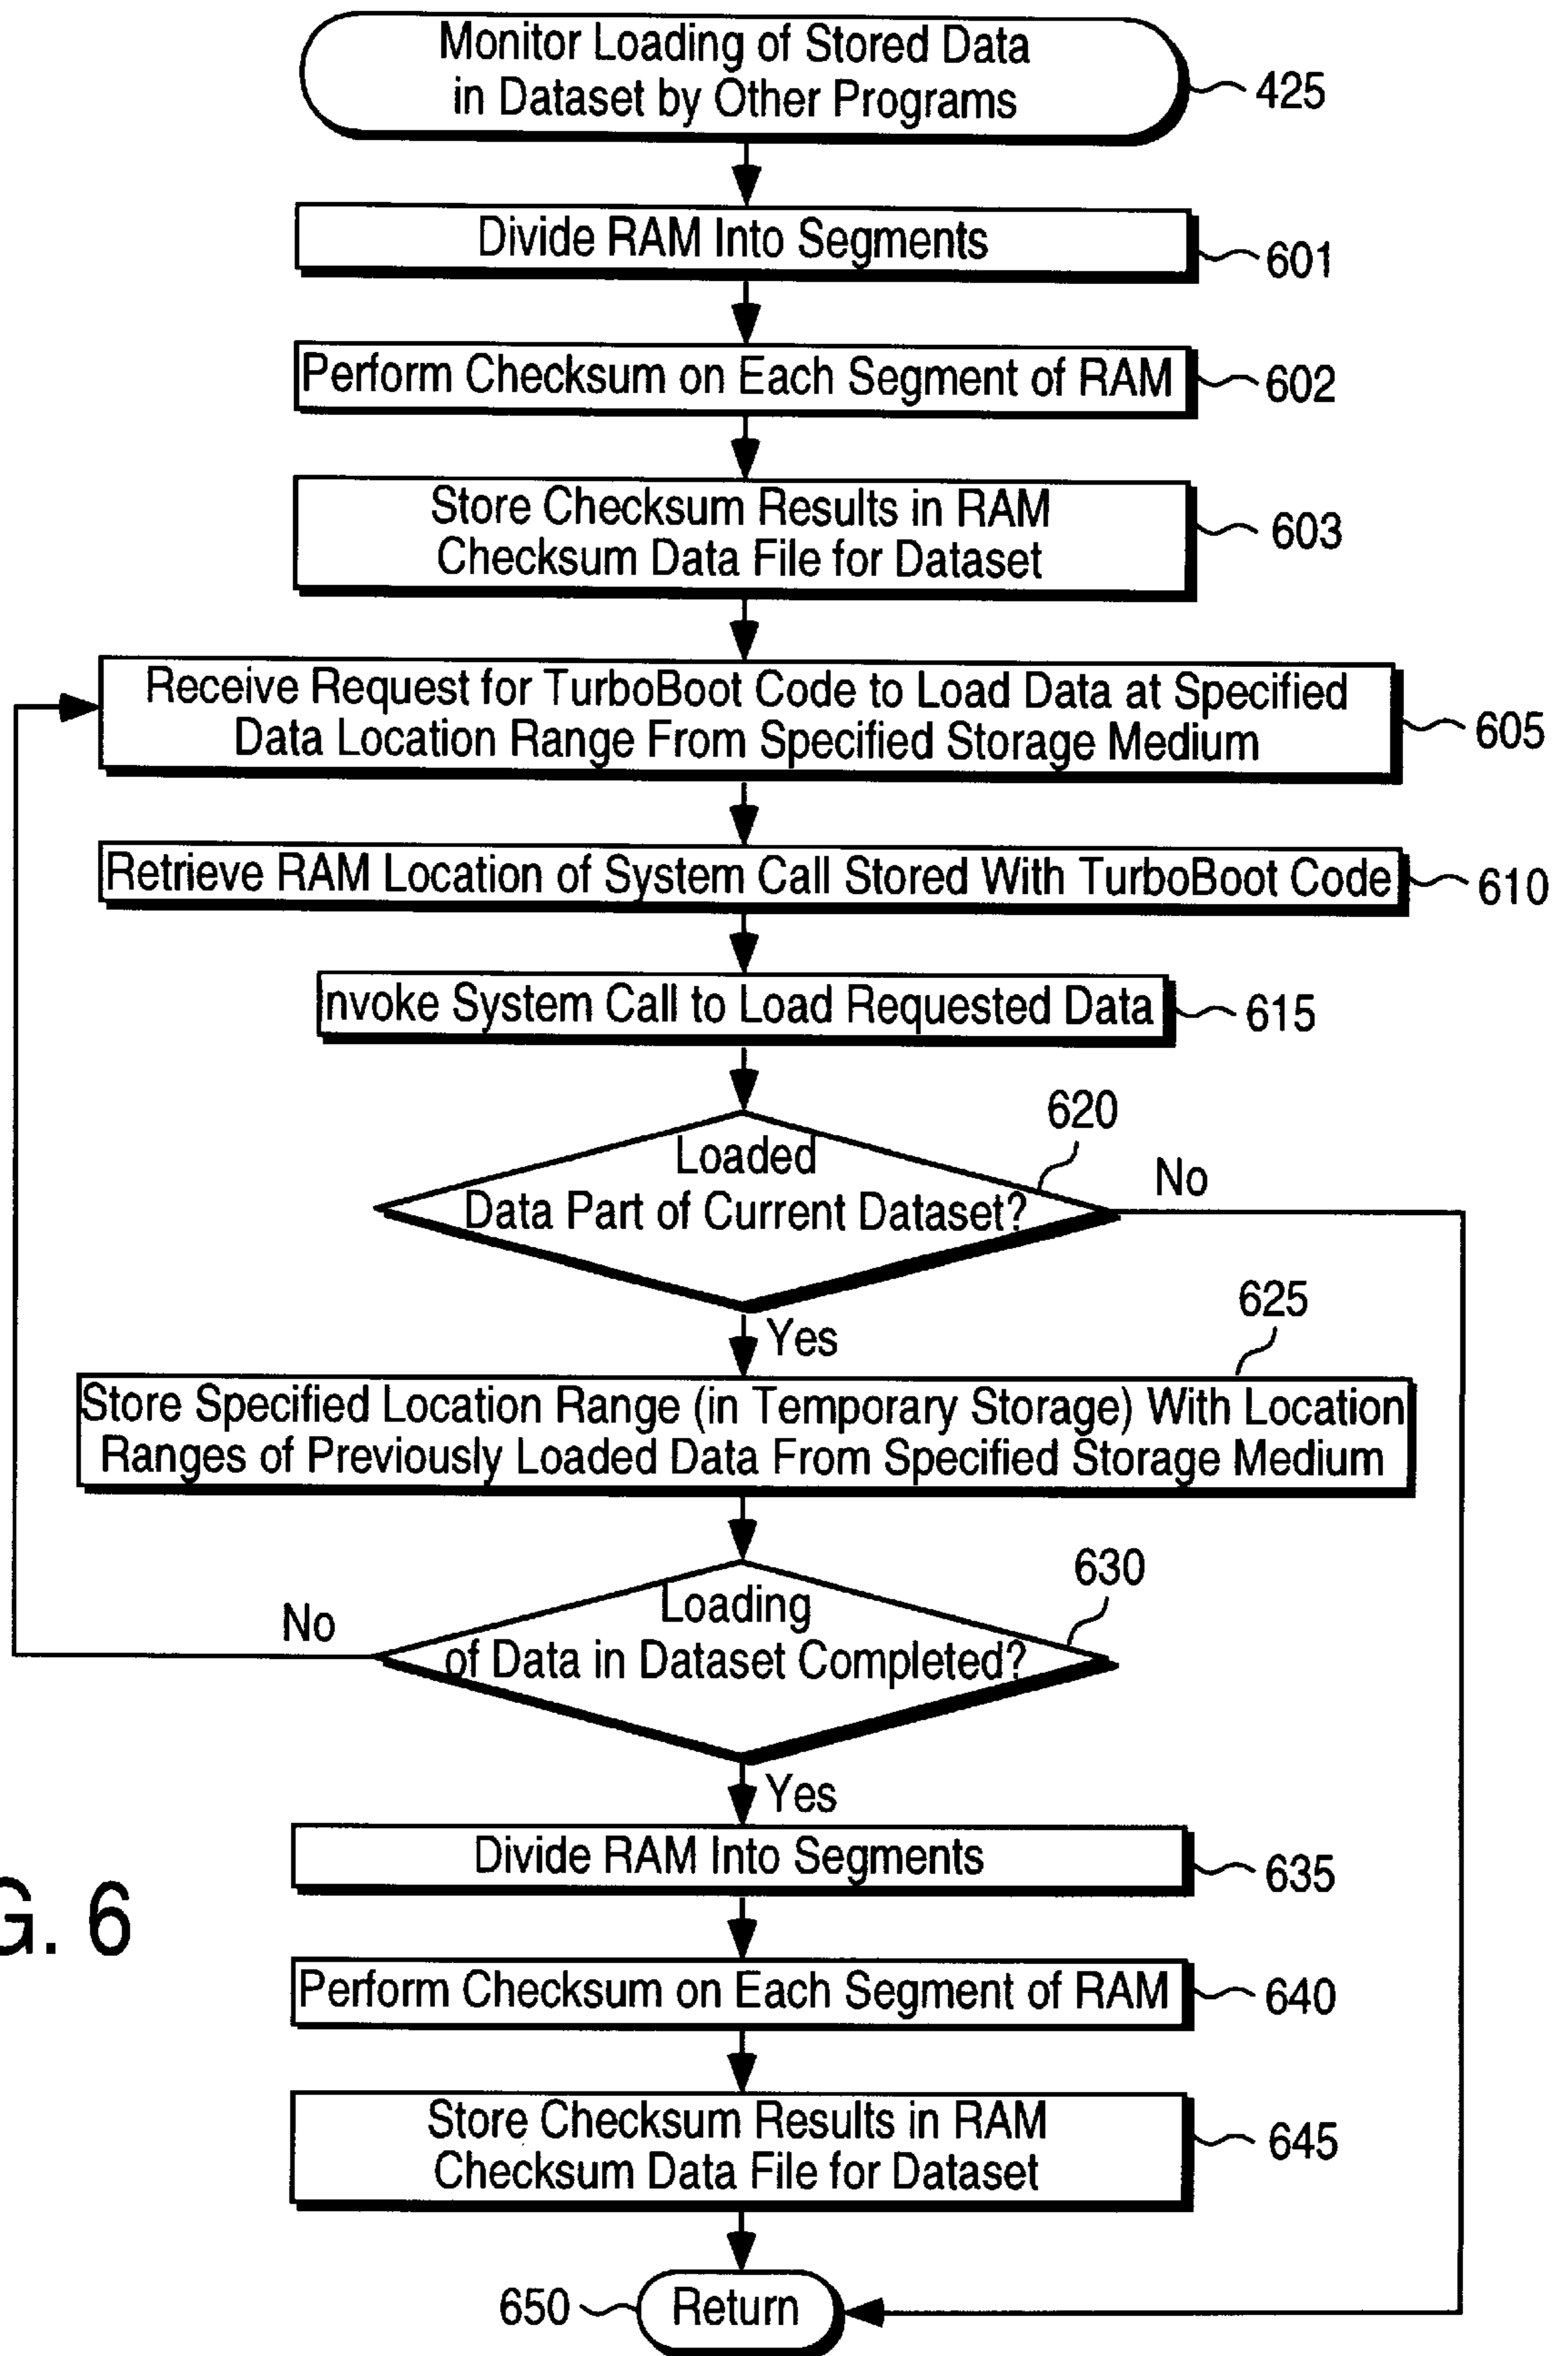 Monitor Loading of Stored Data
in Dataset by Other Programs
425
Divide RAM Into Segments
601
Perform Checksum on Each Segment of RAM
602
Store Checksum Results in RAM
Checksum Data File for Dataset
603
Receive Request for TurboBoot Code to Load Data at Specified
Data Location Range From Specified Storage Medium
605
Retrieve RAM Location of System Call Stored With TurboBoot Code
610
nvoke System Call to Load Requested Data
615
620
Loaded
Data Part of Current Dataset?
No
Yes
625
Store Specified Location Range (in Temporary Storage) With Location
Ranges of Previously Loaded Data From Specified Storage Medium
630
Loading
of Data in Dataset Completed?
No
Yes
Divide RAM Into Segments
635
G. 6
Perform Checksum on Each Segment of RAM
640
Store Checksum Results in RAM
Checksum Data File for Dataset
645
650
Return